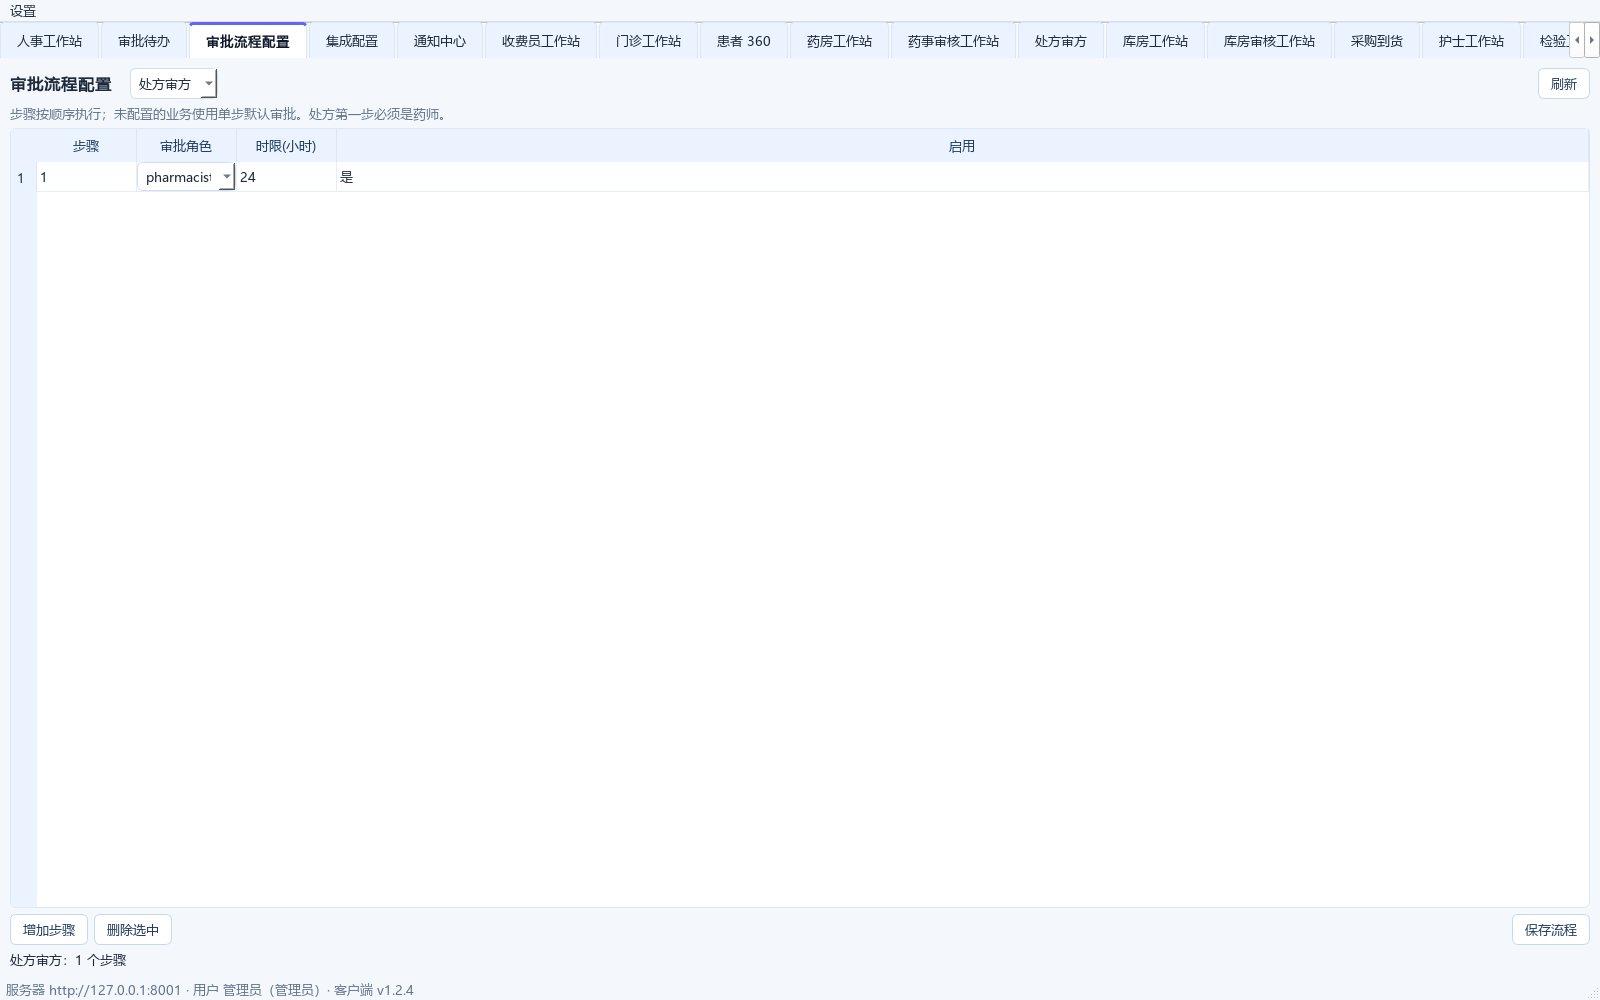 设置
人事工作站 审批待办 审批流程配置 集成配置 通知中心 收费员工作站 门诊工作站 患者 360 药房工作站 药事审核工作站 处方审方 库房工作站 库房审核工作站 采购到货 护士工作站 检验
审批流程配置 处方审方 刷新
步骤按顺序执行；未配置的业务使用单步默认审批。处方第一步必须是药师。
步骤 审批角色 时限(小时) 启用
1 1 pharmacist 24 是
增加步骤 删除选中 保存流程
处方审方：1 个步骤
服务器 http://127.0.0.1:8001 · 用户 管理员（管理员）· 客户端 v1.2.4